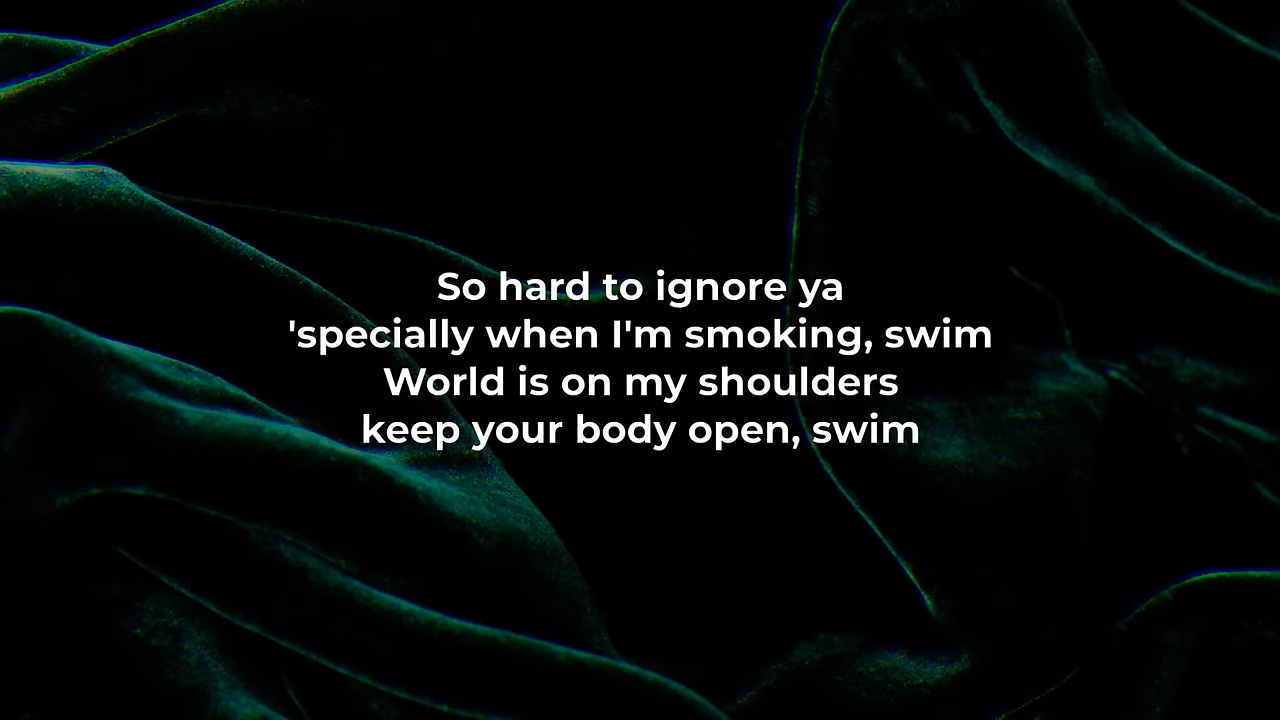 So hard to ignore ya
'specially when I'm smoking, swim
World is on my shoulders
keep your body open, swim